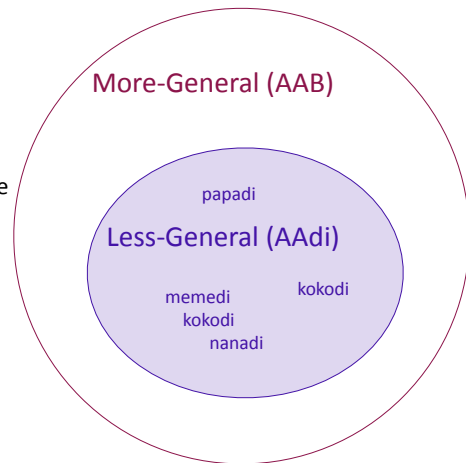 More-General (AAB)
e
papadi
Less-General (AAdi)
kokodi
memedi
kokodi
nanadi